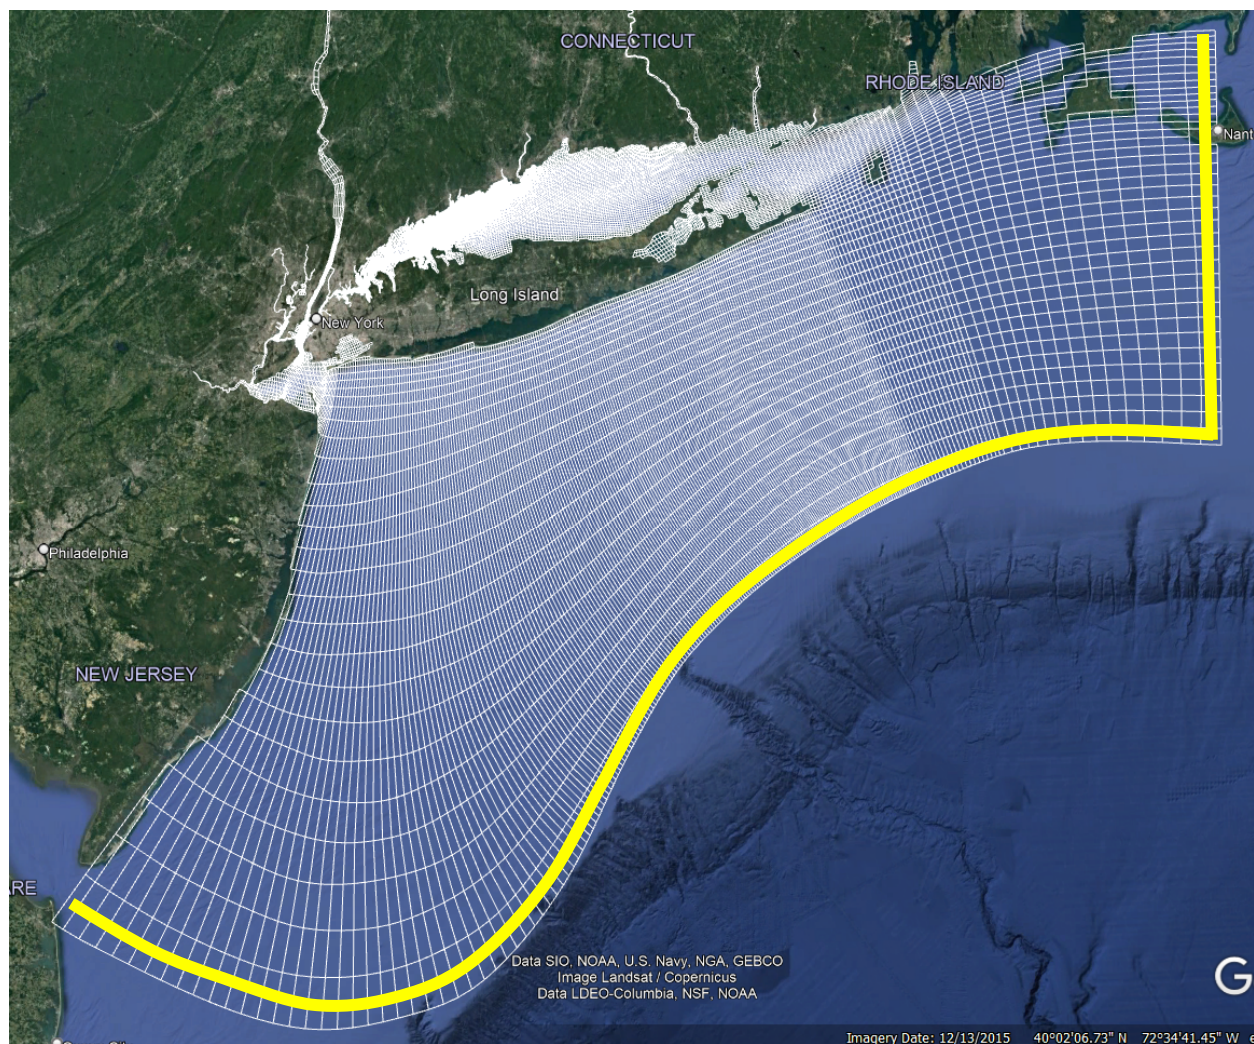 CONNECTICUT
RHODE ISLAND
Nant
Long Island
New York
Philadelphia
NEW JERSEY
ARE
Data SIO, NOAA, U.S. Navy, NGA, GEBCO
Image Landsat / Copernicus
Data LDEO-Columbia, NSF, NOAA
G
Imagery Date: 12/13/2015 40°02'06.73" N 72°34'41.45" W